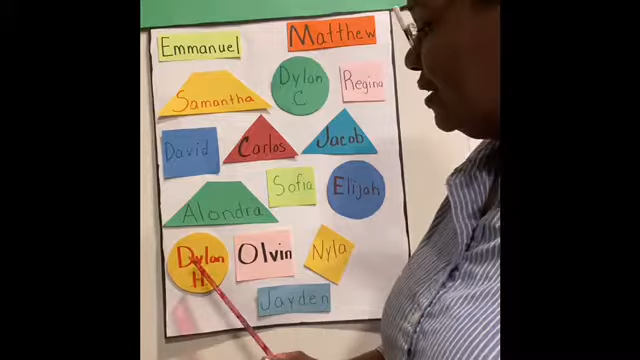 Emmanuel
Matthew
Samantha
Dylan
C
Regina
David
Carlos
Jacob
Alondra
Sofia
Elijah
Dylan
H
Olvin
Nyla
Jayden